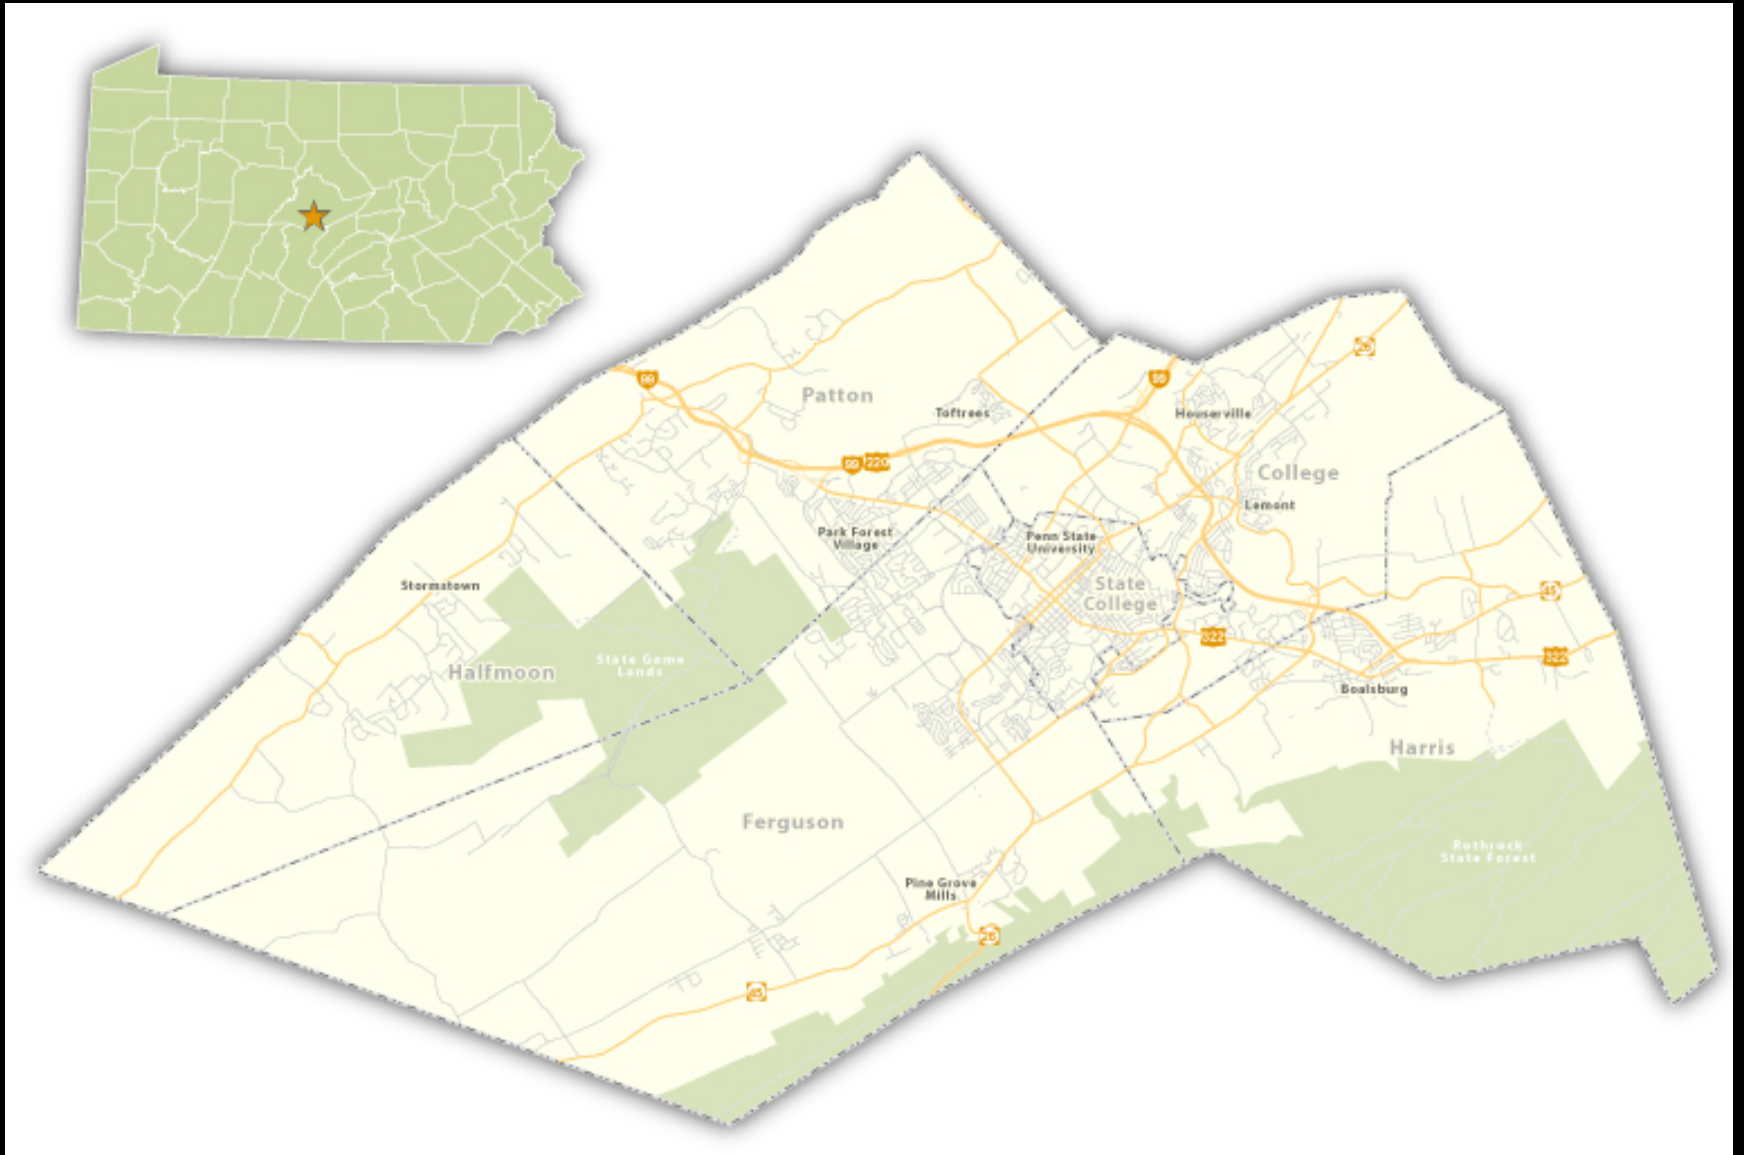 99
26
99
Patton
Toftrees
Houserville
99
220
College
Lemont
Park Forest
Village
Penn State
University
Stormstown
State
College
45
322
322
State Game
Lands
Halfmoon
Boalsburg
Harris
Ferguson
Rothrock
State Forest
Pine Grove
Mills
26
45